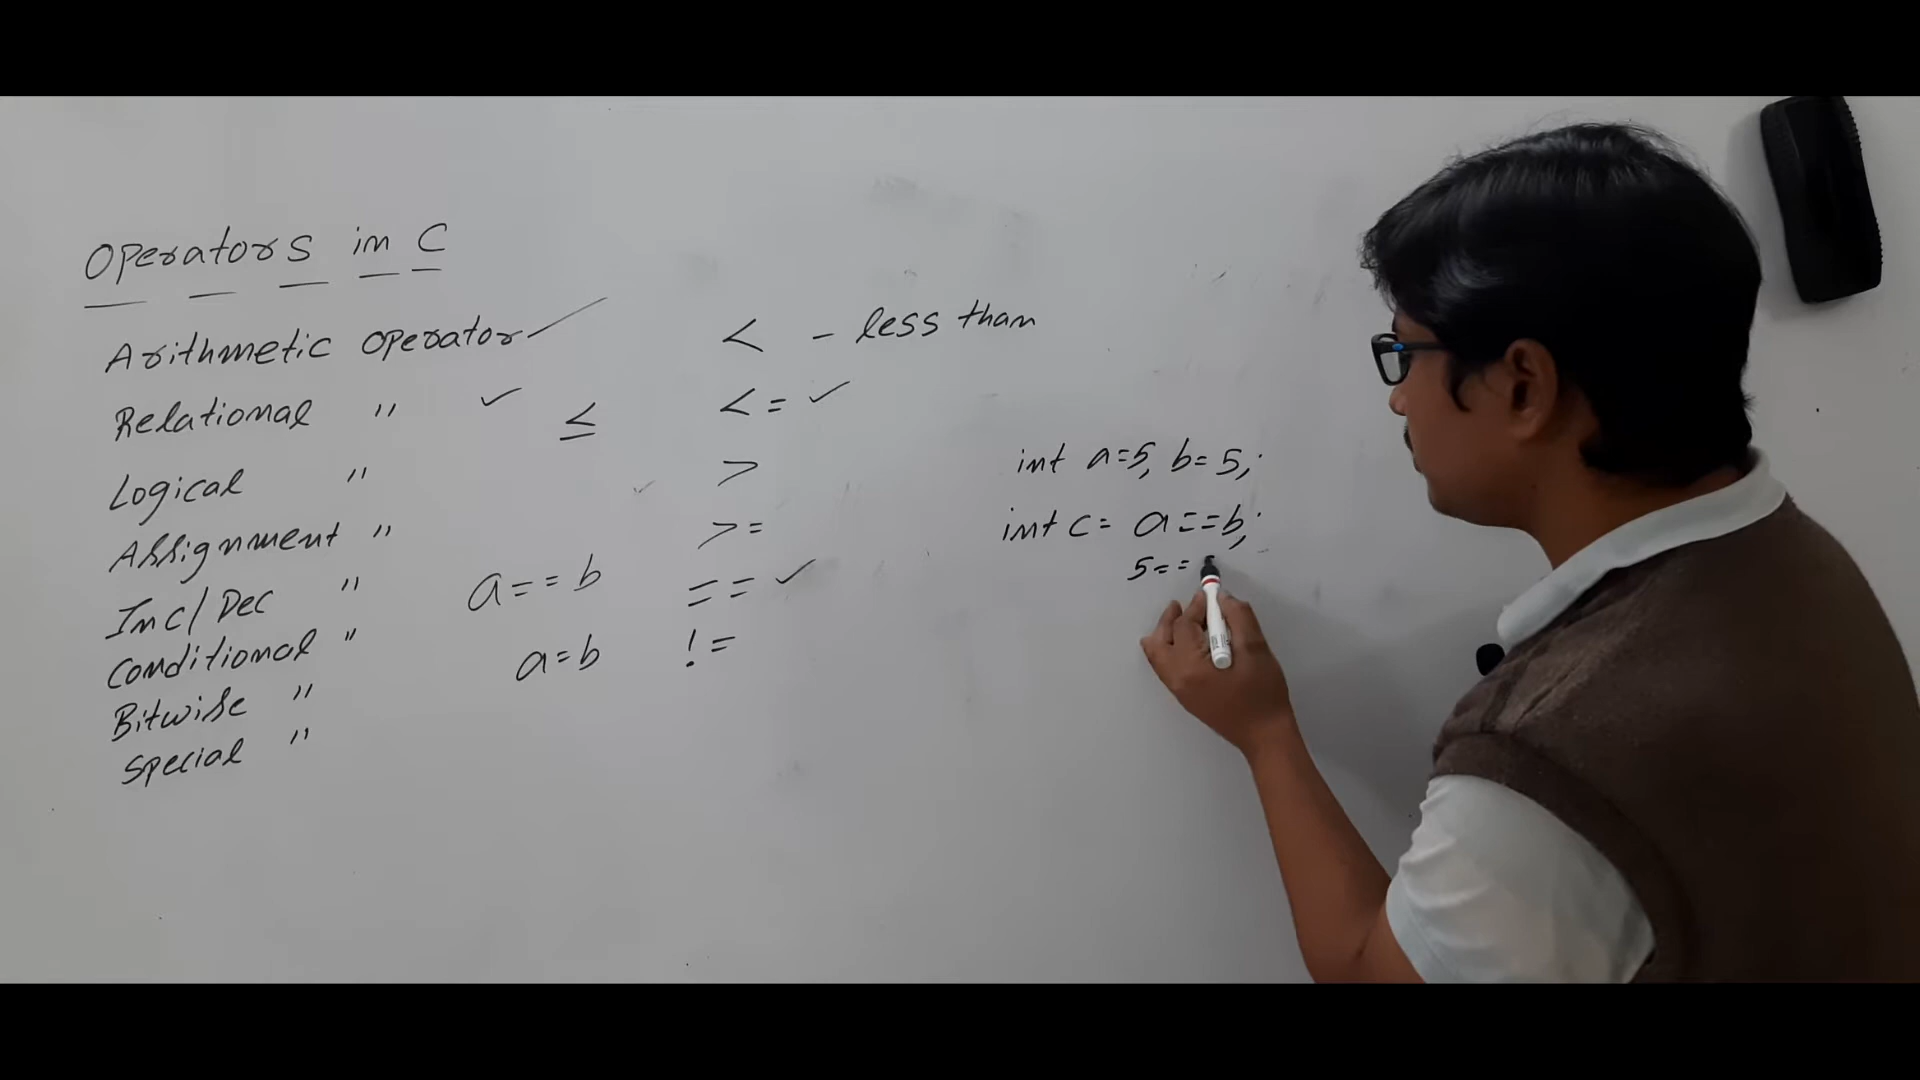 Operators in C
Arithmetic Operator
Relational "
Logical "
Assignment "
Inc/Dec "
Conditional "
Bitwise "
Special "
< - less than
≤ <=
>
>=
a==b ==
a=b !=
int a=5, b=5;
int c= a==b;
5==